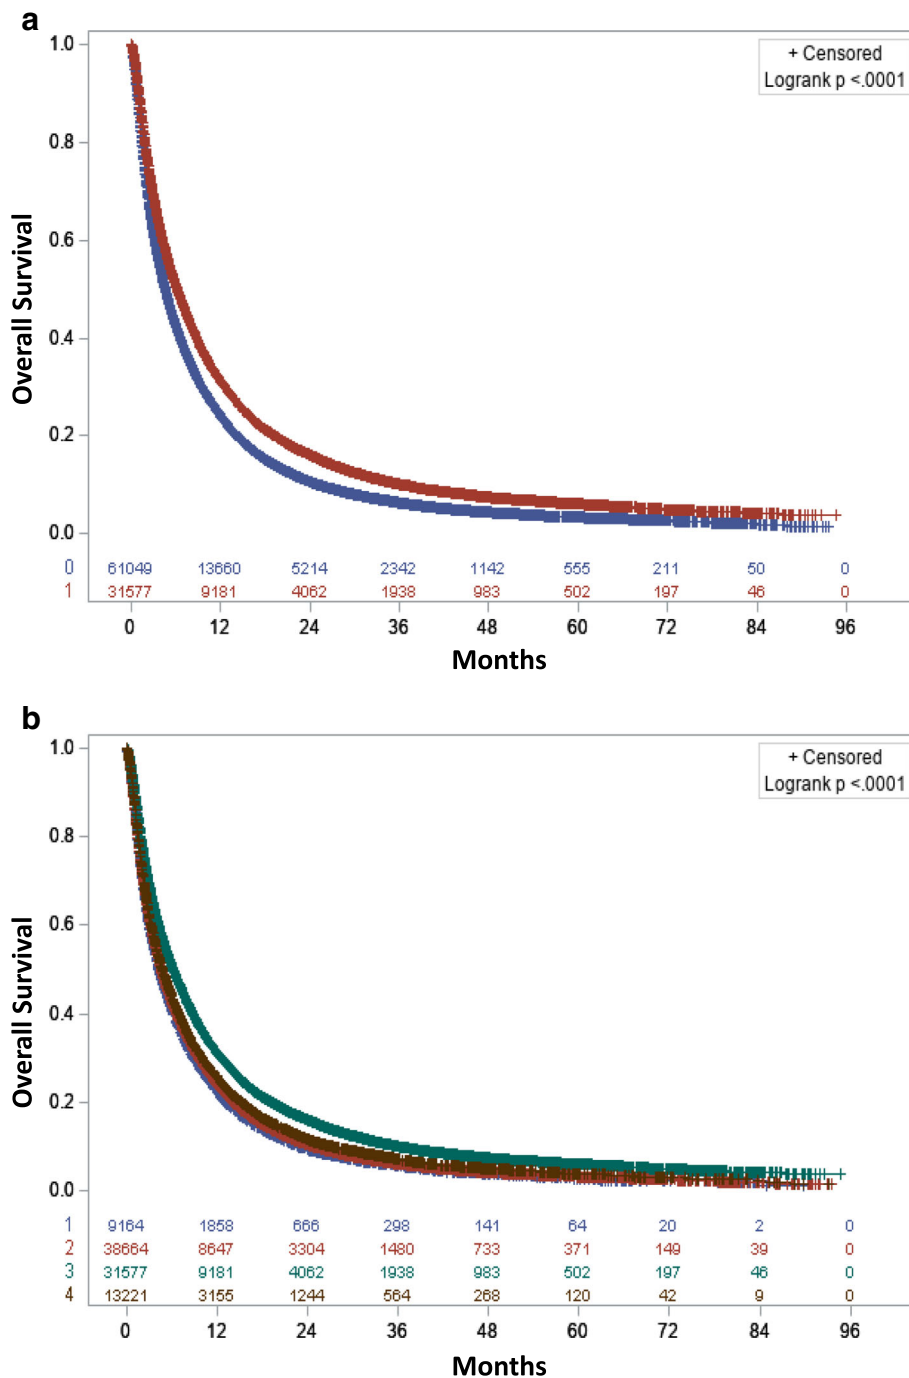 a
+ Censored
Logrank p <.0001
1.0
0.8
0.6
0.4
0.2
0.0
Overall Survival
0 61049 13660 5214 2342 1142 555 211 50 0
1 31577 9181 4062 1938 983 502 197 46 0
0 12 24 36 48 60 72 84 96
Months
b
+ Censored
Logrank p <.0001
1.0
0.8
0.6
0.4
0.2
0.0
Overall Survival
1 9164 1858 666 298 141 64 20 2 0
2 38664 8647 3304 1480 733 371 149 39 0
3 31577 9181 4062 1938 983 502 197 46 0
4 13221 3155 1244 564 268 120 42 9 0
0 12 24 36 48 60 72 84 96
Months